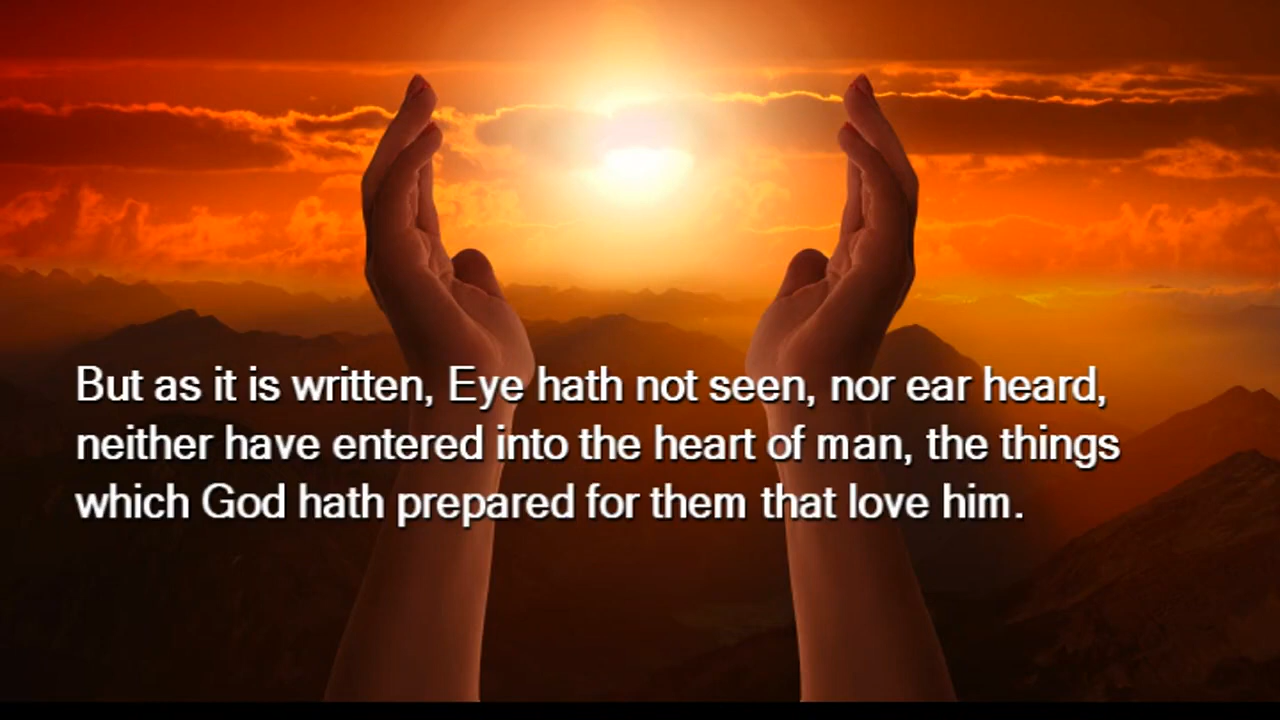 But as it is written, Eye hath not seen, nor ear heard,
neither have entered into the heart of man, the things
which God hath prepared for them that love him.